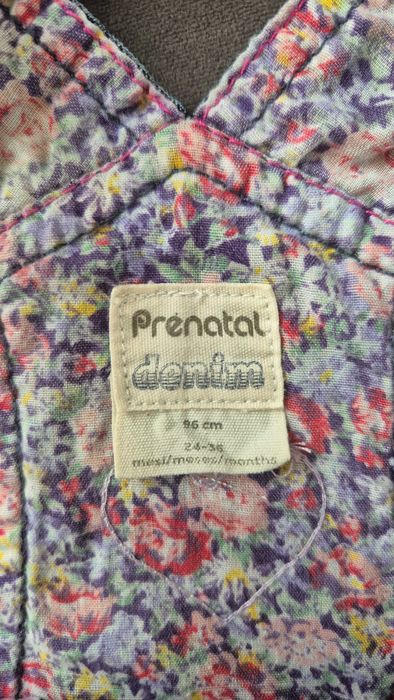 Prénatal
denim
96 cm
24-36
mesi/meses/months